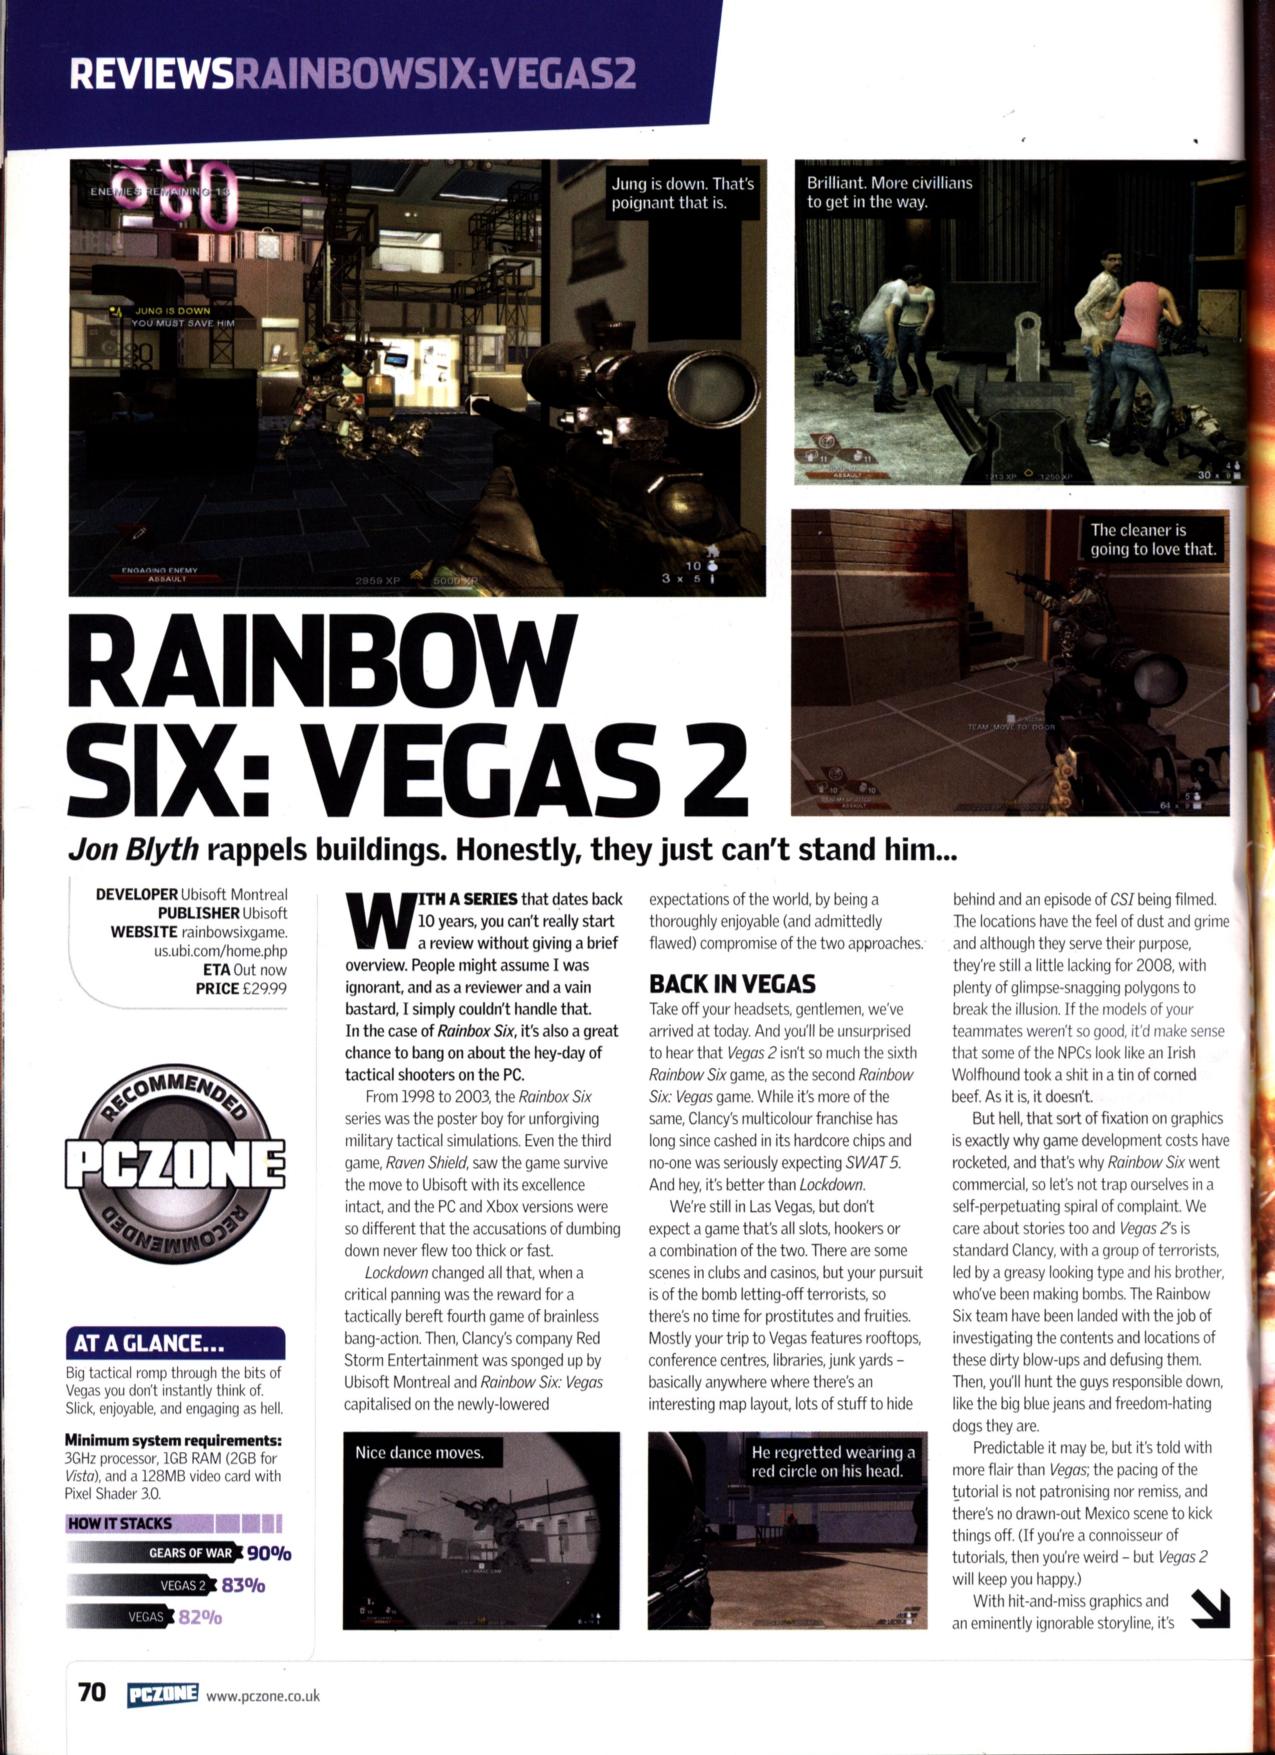 REVIEWSRAINBOWSIX:VEGAS2
ENEMIES REMAINING 13
Jung is down. That's
poignant that is.
JUNG IS DOWN
YOU MUST SAVE HIM
ENGAGING ENEMY
ASSAULT
2859 XP
5000 XP
10
3 x 5
Brilliant. More civillians
to get in the way.
11
11
ASSAULT
1213 XP
1250 XP
4
30 x 9
The cleaner is
going to love that.
TEAM: MOVE TO DOOR
10
10
ASSAULT
5
64 x 9
RAINBOW
SIX: VEGAS 2
Jon Blyth rappels buildings. Honestly, they just can't stand him...
DEVELOPER Ubisoft Montreal
PUBLISHER Ubisoft
WEBSITE rainbowsixgame.
us.ubi.com/home.php
ETA Out now
PRICE £29.99
RECOMMENDED
PCZONE
RECOMMENDED
AT A GLANCE...
Big tactical romp through the bits of
Vegas you don't instantly think of.
Slick, enjoyable, and engaging as hell.
Minimum system requirements:
3GHz processor, 1GB RAM (2GB for
Vista), and a 128MB video card with
Pixel Shader 3.0.
HOW IT STACKS
GEARS OF WAR 90%
VEGAS 2 83%
VEGAS 82%
WITH A SERIES that dates back
10 years, you can't really start
a review without giving a brief
overview. People might assume I was
ignorant, and as a reviewer and a vain
bastard, I simply couldn't handle that.
In the case of Rainbox Six, it's also a great
chance to bang on about the hey-day of
tactical shooters on the PC.
From 1998 to 2003, the Rainbox Six
series was the poster boy for unforgiving
military tactical simulations. Even the third
game, Raven Shield, saw the game survive
the move to Ubisoft with its excellence
intact, and the PC and Xbox versions were
so different that the accusations of dumbing
down never flew too thick or fast.
Lockdown changed all that, when a
critical panning was the reward for a
tactically bereft fourth game of brainless
bang-action. Then, Clancy's company Red
Storm Entertainment was sponged up by
Ubisoft Montreal and Rainbow Six: Vegas
capitalised on the newly-lowered
Nice dance moves.
expectations of the world, by being a
thoroughly enjoyable (and admittedly
flawed) compromise of the two approaches.
BACK IN VEGAS
Take off your headsets, gentlemen, we've
arrived at today. And you'll be unsurprised
to hear that Vegas 2 isn't so much the sixth
Rainbow Six game, as the second Rainbow
Six: Vegas game. While it's more of the
same, Clancy's multicolour franchise has
long since cashed in its hardcore chips and
no-one was seriously expecting SWAT 5.
And hey, it's better than Lockdown.
We're still in Las Vegas, but don't
expect a game that's all slots, hookers or
a combination of the two. There are some
scenes in clubs and casinos, but your pursuit
is of the bomb letting-off terrorists, so
there's no time for prostitutes and fruities.
Mostly your trip to Vegas features rooftops,
conference centres, libraries, junk yards –
basically anywhere where there's an
interesting map layout, lots of stuff to hide
He regretted wearing a
red circle on his head.
behind and an episode of CSI being filmed.
The locations have the feel of dust and grime
and although they serve their purpose,
they're still a little lacking for 2008, with
plenty of glimpse-snagging polygons to
break the illusion. If the models of your
teammates weren't so good, it'd make sense
that some of the NPCs look like an Irish
Wolfhound took a shit in a tin of corned
beef. As it is, it doesn't.
But hell, that sort of fixation on graphics
is exactly why game development costs have
rocketed, and that's why Rainbow Six went
commercial, so let's not trap ourselves in a
self-perpetuating spiral of complaint. We
care about stories too and Vegas 2's is
standard Clancy, with a group of terrorists,
led by a greasy looking type and his brother,
who've been making bombs. The Rainbow
Six team have been landed with the job of
investigating the contents and locations of
these dirty blow-ups and defusing them.
Then, you'll hunt the guys responsible down,
like the big blue jeans and freedom-hating
dogs they are.
Predictable it may be, but it's told with
more flair than Vegas; the pacing of the
tutorial is not patronising nor remiss, and
there's no drawn-out Mexico scene to kick
things off. (If you're a connoisseur of
tutorials, then you're weird – but Vegas 2
will keep you happy.)
With hit-and-miss graphics and
an eminently ignorable storyline, it's
70
PCZONE
www.pczone.co.uk